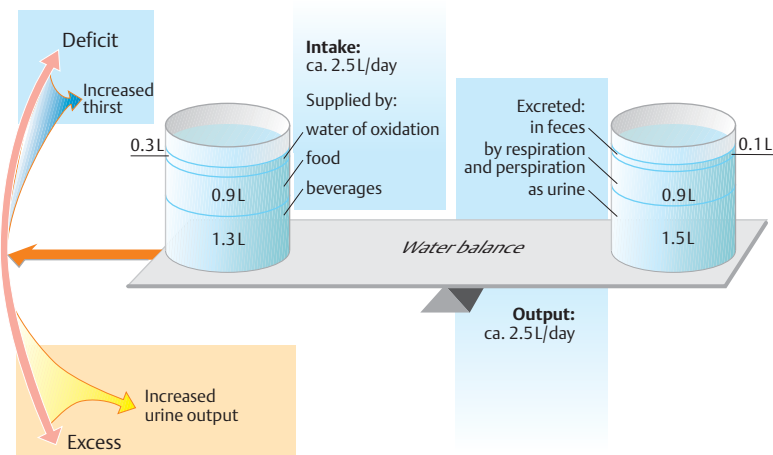 Deficit
Increased
thirst
Intake:
ca. 2.5 L/day
Supplied by:
water of oxidation
food
beverages
0.3 L
0.9 L
1.3 L
Excreted:
in feces
by respiration
and perspiration
as urine
0.1 L
0.9 L
1.5 L
Water balance
Output:
ca. 2.5 L/day
Increased
urine output
Excess